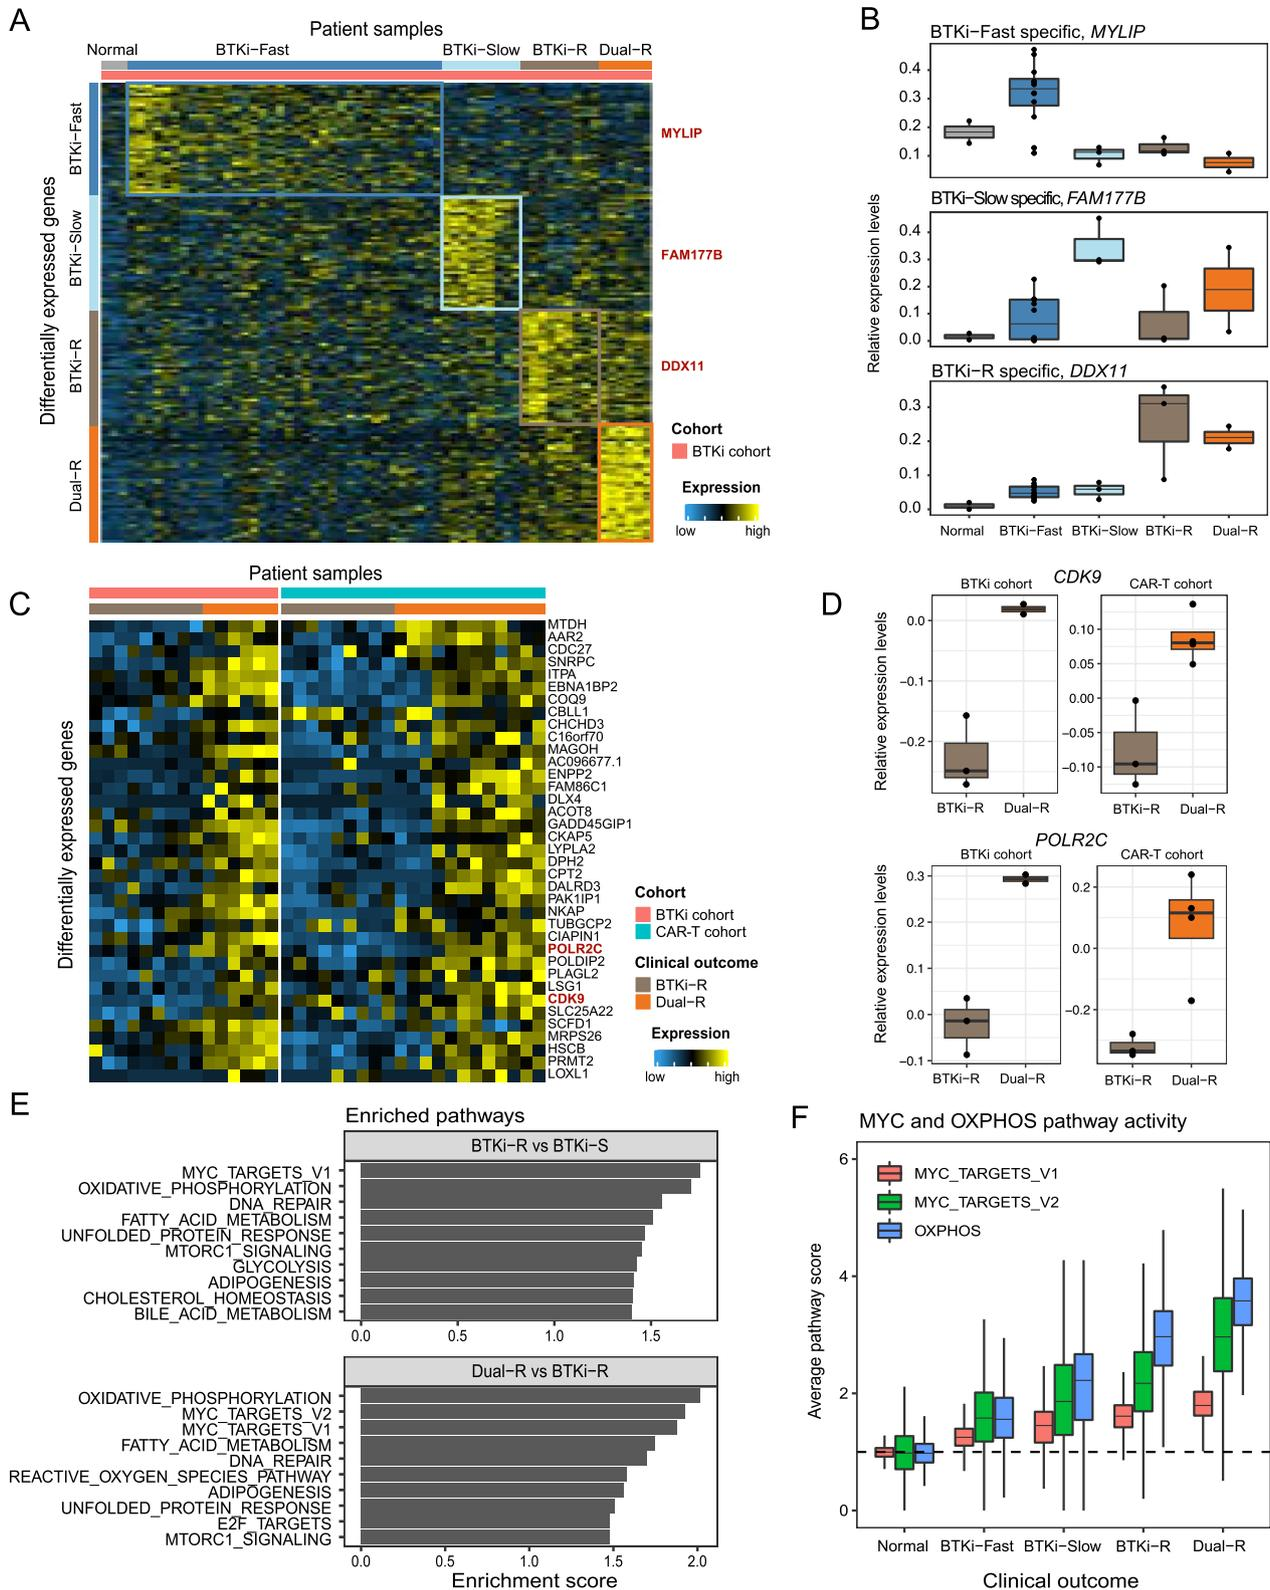 A
Patient samples
Normal BTKi−Fast BTKi−Slow BTKi−R Dual−R
Differentially expressed genes
BTKi−Fast
BTKi−Slow
BTKi−R
Dual−R
MYLIP
FAM177B
DDX11
Cohort
BTKi cohort
Expression
low high
B
BTKi−Fast specific, MYLIP
0.4
0.3
0.2
0.1
BTKi−Slow specific, FAM177B
Relative expression levels
0.4
0.3
0.2
0.1
0.0
BTKi−R specific, DDX11
0.3
0.2
0.1
0.0
Normal BTKi−Fast BTKi−Slow BTKi−R Dual−R
C
Patient samples
Differentially expressed genes
MTDH
AAR2
CDC27
SNRPC
ITPA
EBNA1BP2
COQ9
CBLL1
CHCHD3
C16orf70
MAGOH
AC096677.1
ENPP2
FAM86C1
DLX4
ACOT8
GADD45GIP1
CKAP5
LYPLA2
DPH2
CPT2
DALRD3
PAK1IP1
NKAP
TUBGCP2
CIAPIN1
POLR2C
POLDIP2
PLAGL2
LSG1
CDK9
SLC25A22
SCFD1
MRPS26
HSCB
PRMT2
LOXL1
Cohort
BTKi cohort
CAR−T cohort
Clinical outcome
BTKi−R
Dual−R
Expression
low high
D
CDK9
BTKi cohort CAR−T cohort
Relative expression levels
0.0
−0.1
−0.2
0.10
0.05
0.00
−0.05
−0.10
BTKi−R Dual−R BTKi−R Dual−R
POLR2C
BTKi cohort CAR−T cohort
Relative expression levels
0.3
0.2
0.1
0.0
−0.1
0.2
0.0
−0.2
BTKi−R Dual−R BTKi−R Dual−R
E
Enriched pathways
BTKi−R vs BTKi−S
MYC_TARGETS_V1
OXIDATIVE_PHOSPHORYLATION
DNA_REPAIR
FATTY_ACID_METABOLISM
UNFOLDED_PROTEIN_RESPONSE
MTORC1_SIGNALING
GLYCOLYSIS
ADIPOGENESIS
CHOLESTEROL_HOMEOSTASIS
BILE_ACID_METABOLISM
0.0 0.5 1.0 1.5
Dual−R vs BTKi−R
OXIDATIVE_PHOSPHORYLATION
MYC_TARGETS_V2
MYC_TARGETS_V1
FATTY_ACID_METABOLISM
DNA_REPAIR
REACTIVE_OXYGEN_SPECIES_PATHWAY
ADIPOGENESIS
UNFOLDED_PROTEIN_RESPONSE
E2F_TARGETS
MTORC1_SIGNALING
0.0 0.5 1.0 1.5 2.0
Enrichment score
F
MYC and OXPHOS pathway activity
Average pathway score
6
4
2
0
MYC_TARGETS_V1
MYC_TARGETS_V2
OXPHOS
Normal BTKi−Fast BTKi−Slow BTKi−R Dual−R
Clinical outcome